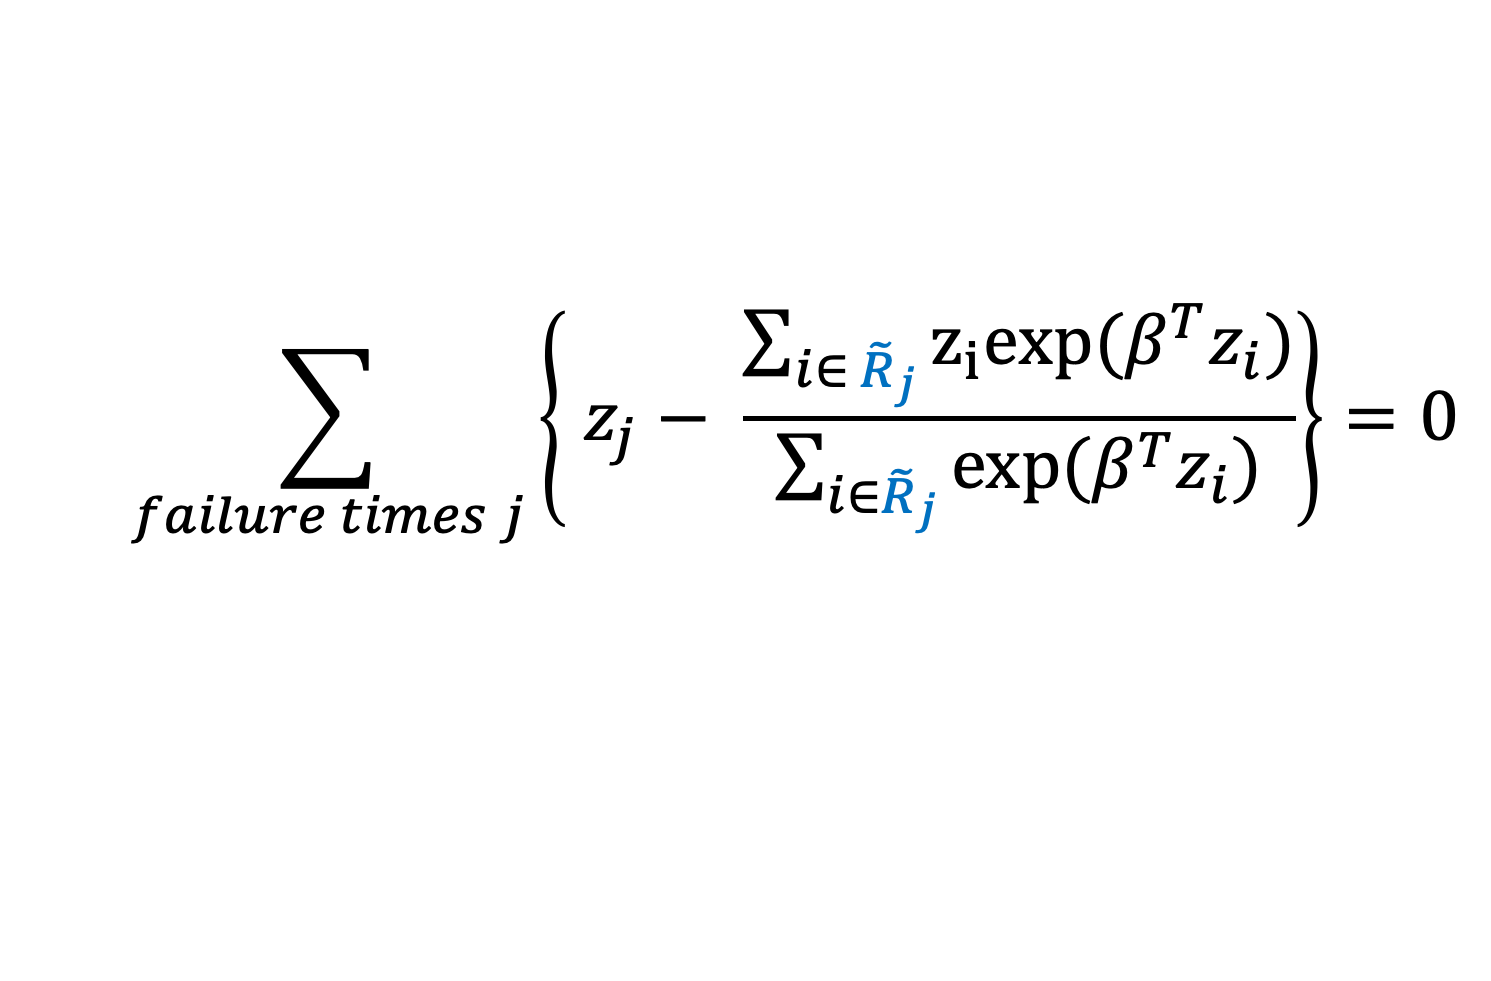 ∑_{failure times j} { z_j − (∑_{i∈ R̃_j} z_i exp(β^T z_i)) / (∑_{i∈R̃_j} exp(β^T z_i)) } = 0